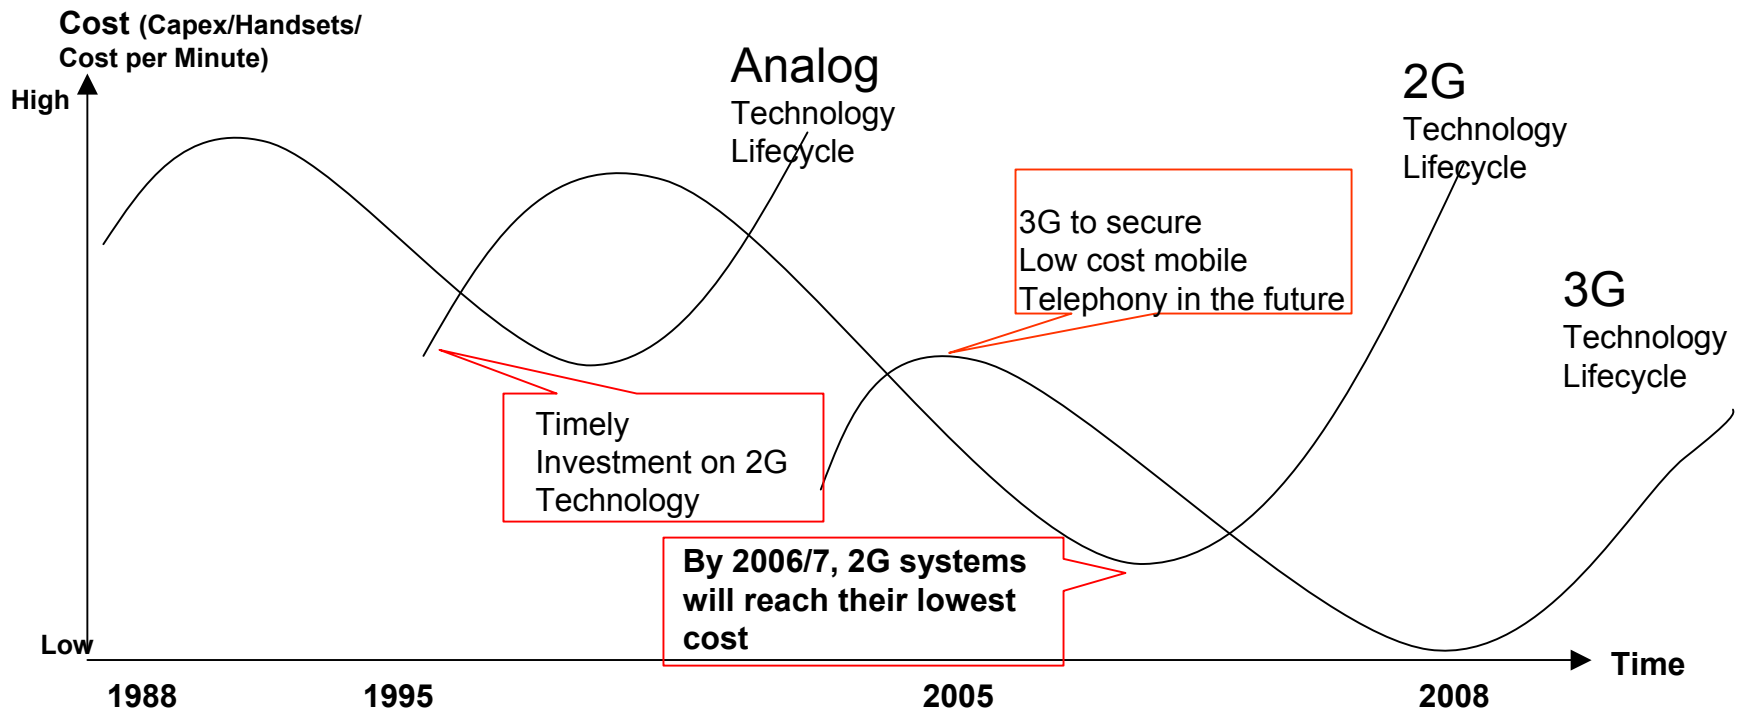 Cost (Capex/Handsets/
Cost per Minute)
High
Analog
Technology
Lifecycle
2G
Technology
Lifecycle
3G to secure
Low cost mobile
Telephony in the future
3G
Technology
Lifecycle
Timely
Investment on 2G
Technology
By 2006/7, 2G systems
will reach their lowest
cost
Low
Time
1988
1995
2005
2008